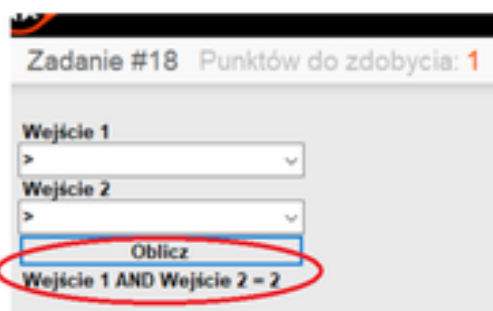 Zadanie #18 Punktów do zdobycia: 1
Wejście 1
>
Wejście 2
>
Oblicz
Wejście 1 AND Wejście 2 = 2